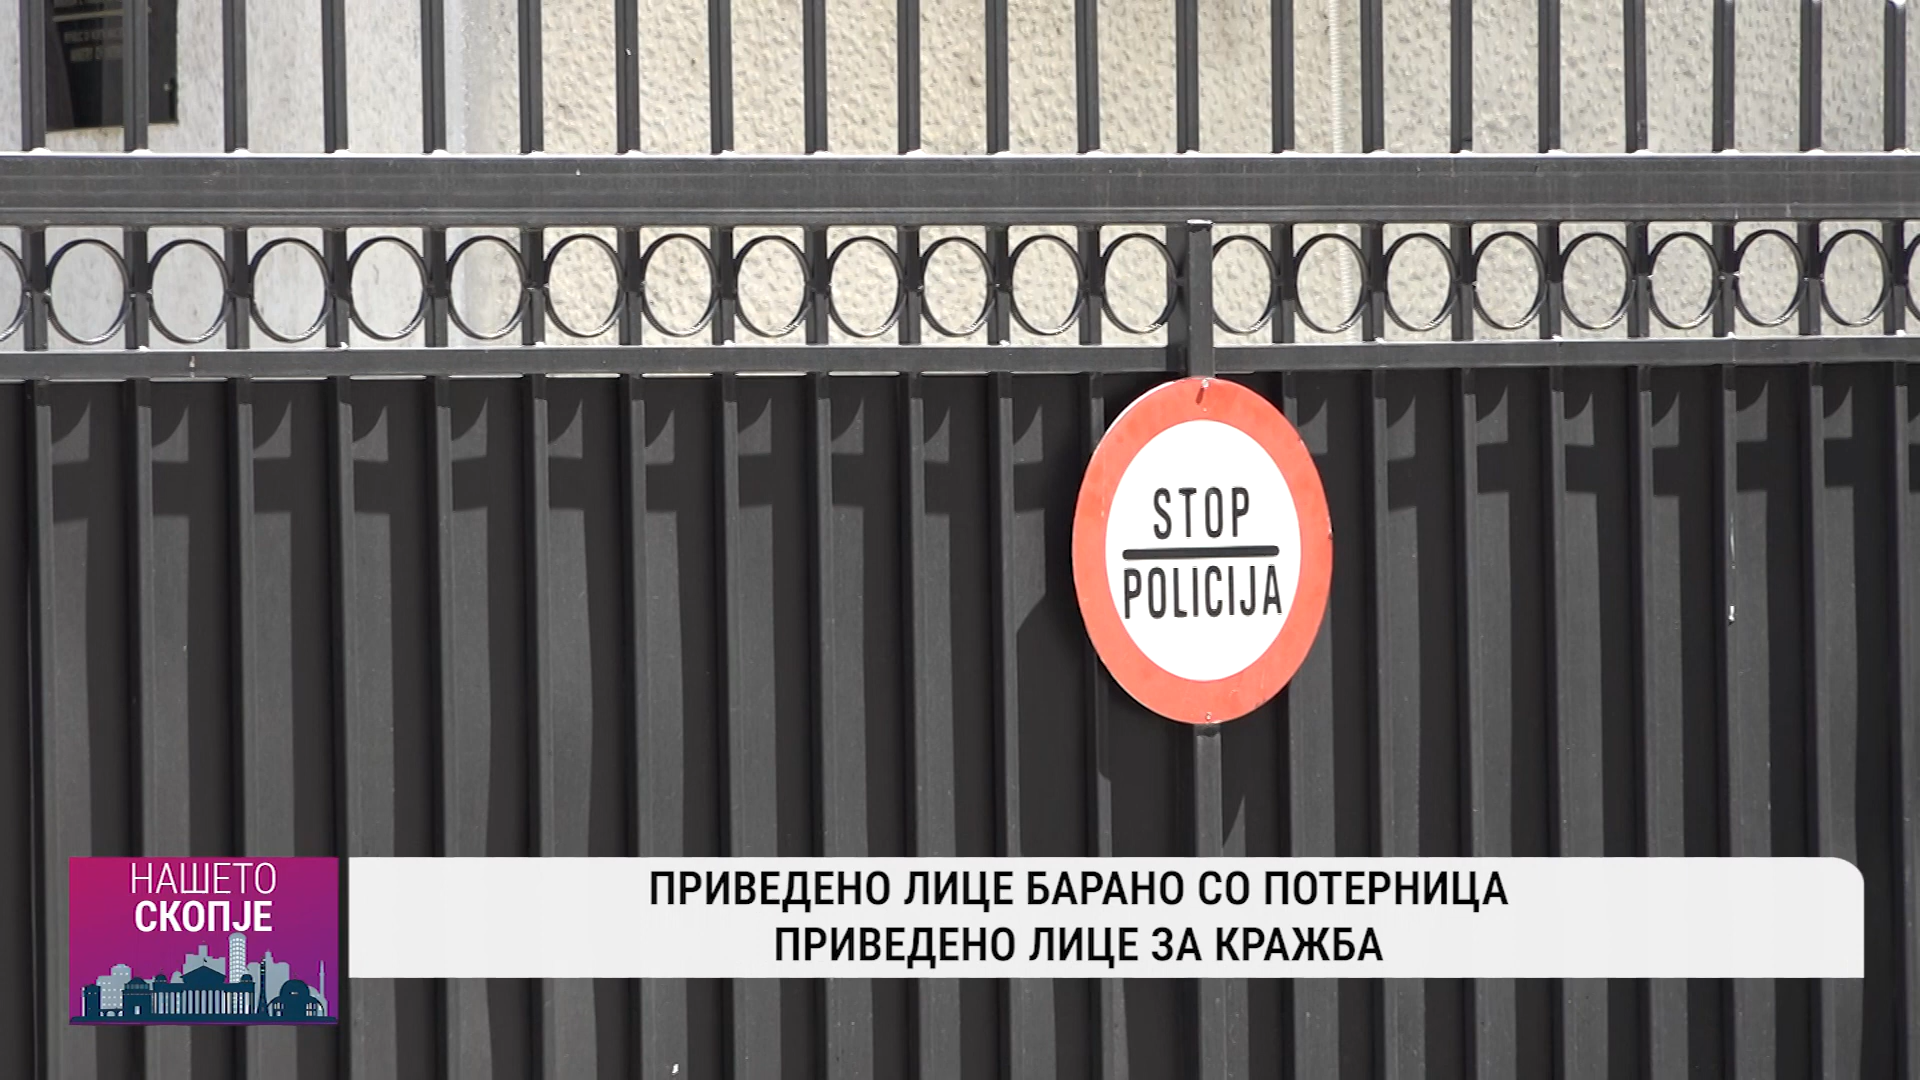 STOP
POLICIJA
НАШЕТО
СКОПЈЕ
ПРИВЕДЕНО ЛИЦЕ БАРАНО СО ПОТЕРНИЦА
ПРИВЕДЕНО ЛИЦЕ ЗА КРАЖБА